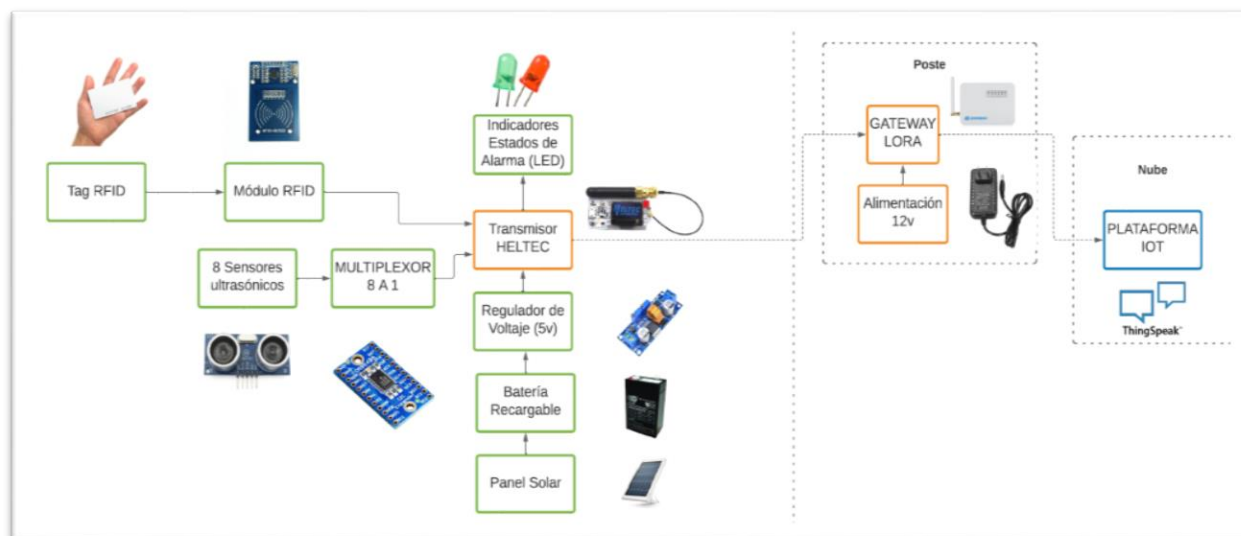 Poste
Indicadores
Estados de
Alarma (LED)
GATEWAY
LORA
Nube
Tag RFID
Módulo RFID
Alimentación
12v
Transmisor
HELTEC
PLATAFORMA
IOT
8 Sensores
ultrasónicos
MULTIPLEXOR
8 A 1
Regulador de
Voltaje (5v)
ThingSpeak™
Batería
Recargable
Panel Solar